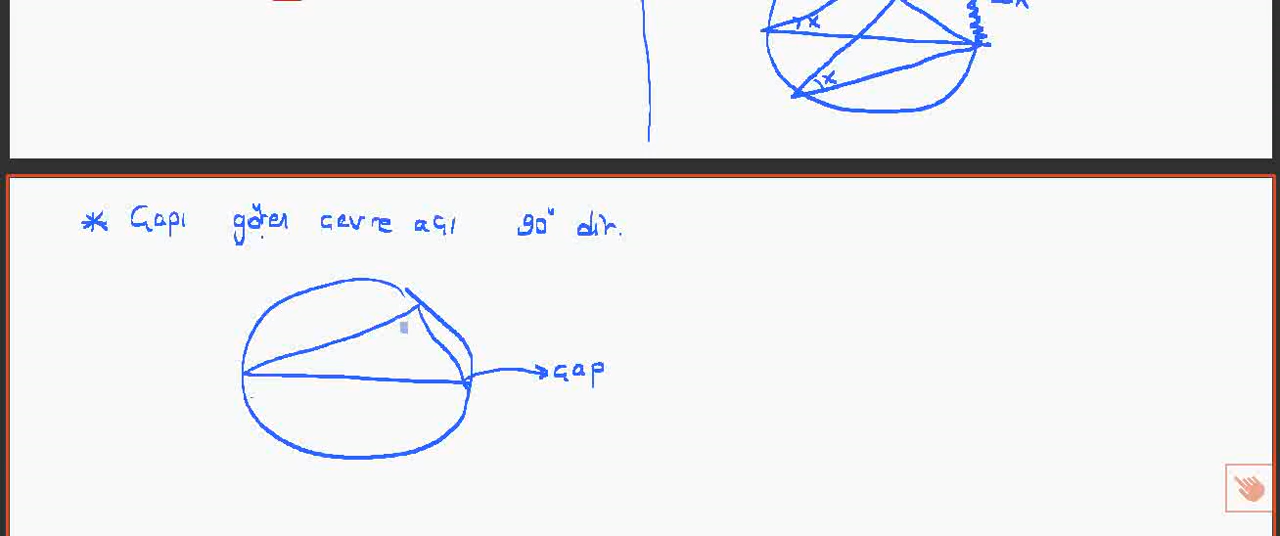 x
x
* Çapı gören çevre açı 90° dir.
çap